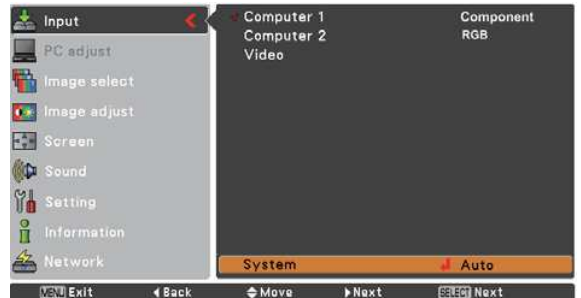 Input
PC adjust
Image select
Image adjust
Screen
Sound
Setting
Information
Network
Computer 1 Component
Computer 2 RGB
Video
System Auto
MENU Exit Back Move Next SELECT Next